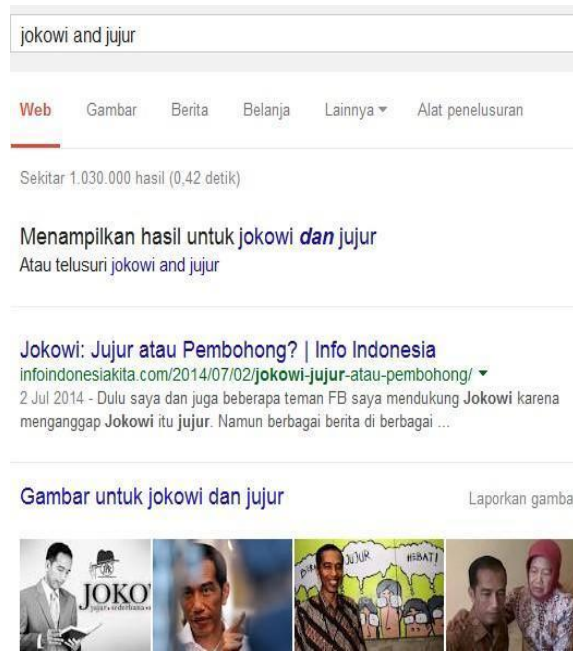 jokowi and jujur
Web Gambar Berita Belanja Lainnya Alat penelusuran
Sekitar 1.030.000 hasil (0,42 detik)
Menampilkan hasil untuk jokowi dan jujur
Atau telusuri jokowi and jujur
Jokowi: Jujur atau Pembohong? | Info Indonesia
infoindonesiakita.com/2014/07/02/jokowi-jujur-atau-pembohong/
2 Jul 2014 - Dulu saya dan juga beberapa teman FB saya mendukung Jokowi karena
menganggap Jokowi itu jujur. Namun berbagai berita di berbagai ...
Gambar untuk jokowi dan jujur Laporkan gamba
JOKO
jujur • sederhana •
JUJUR HEBAT!